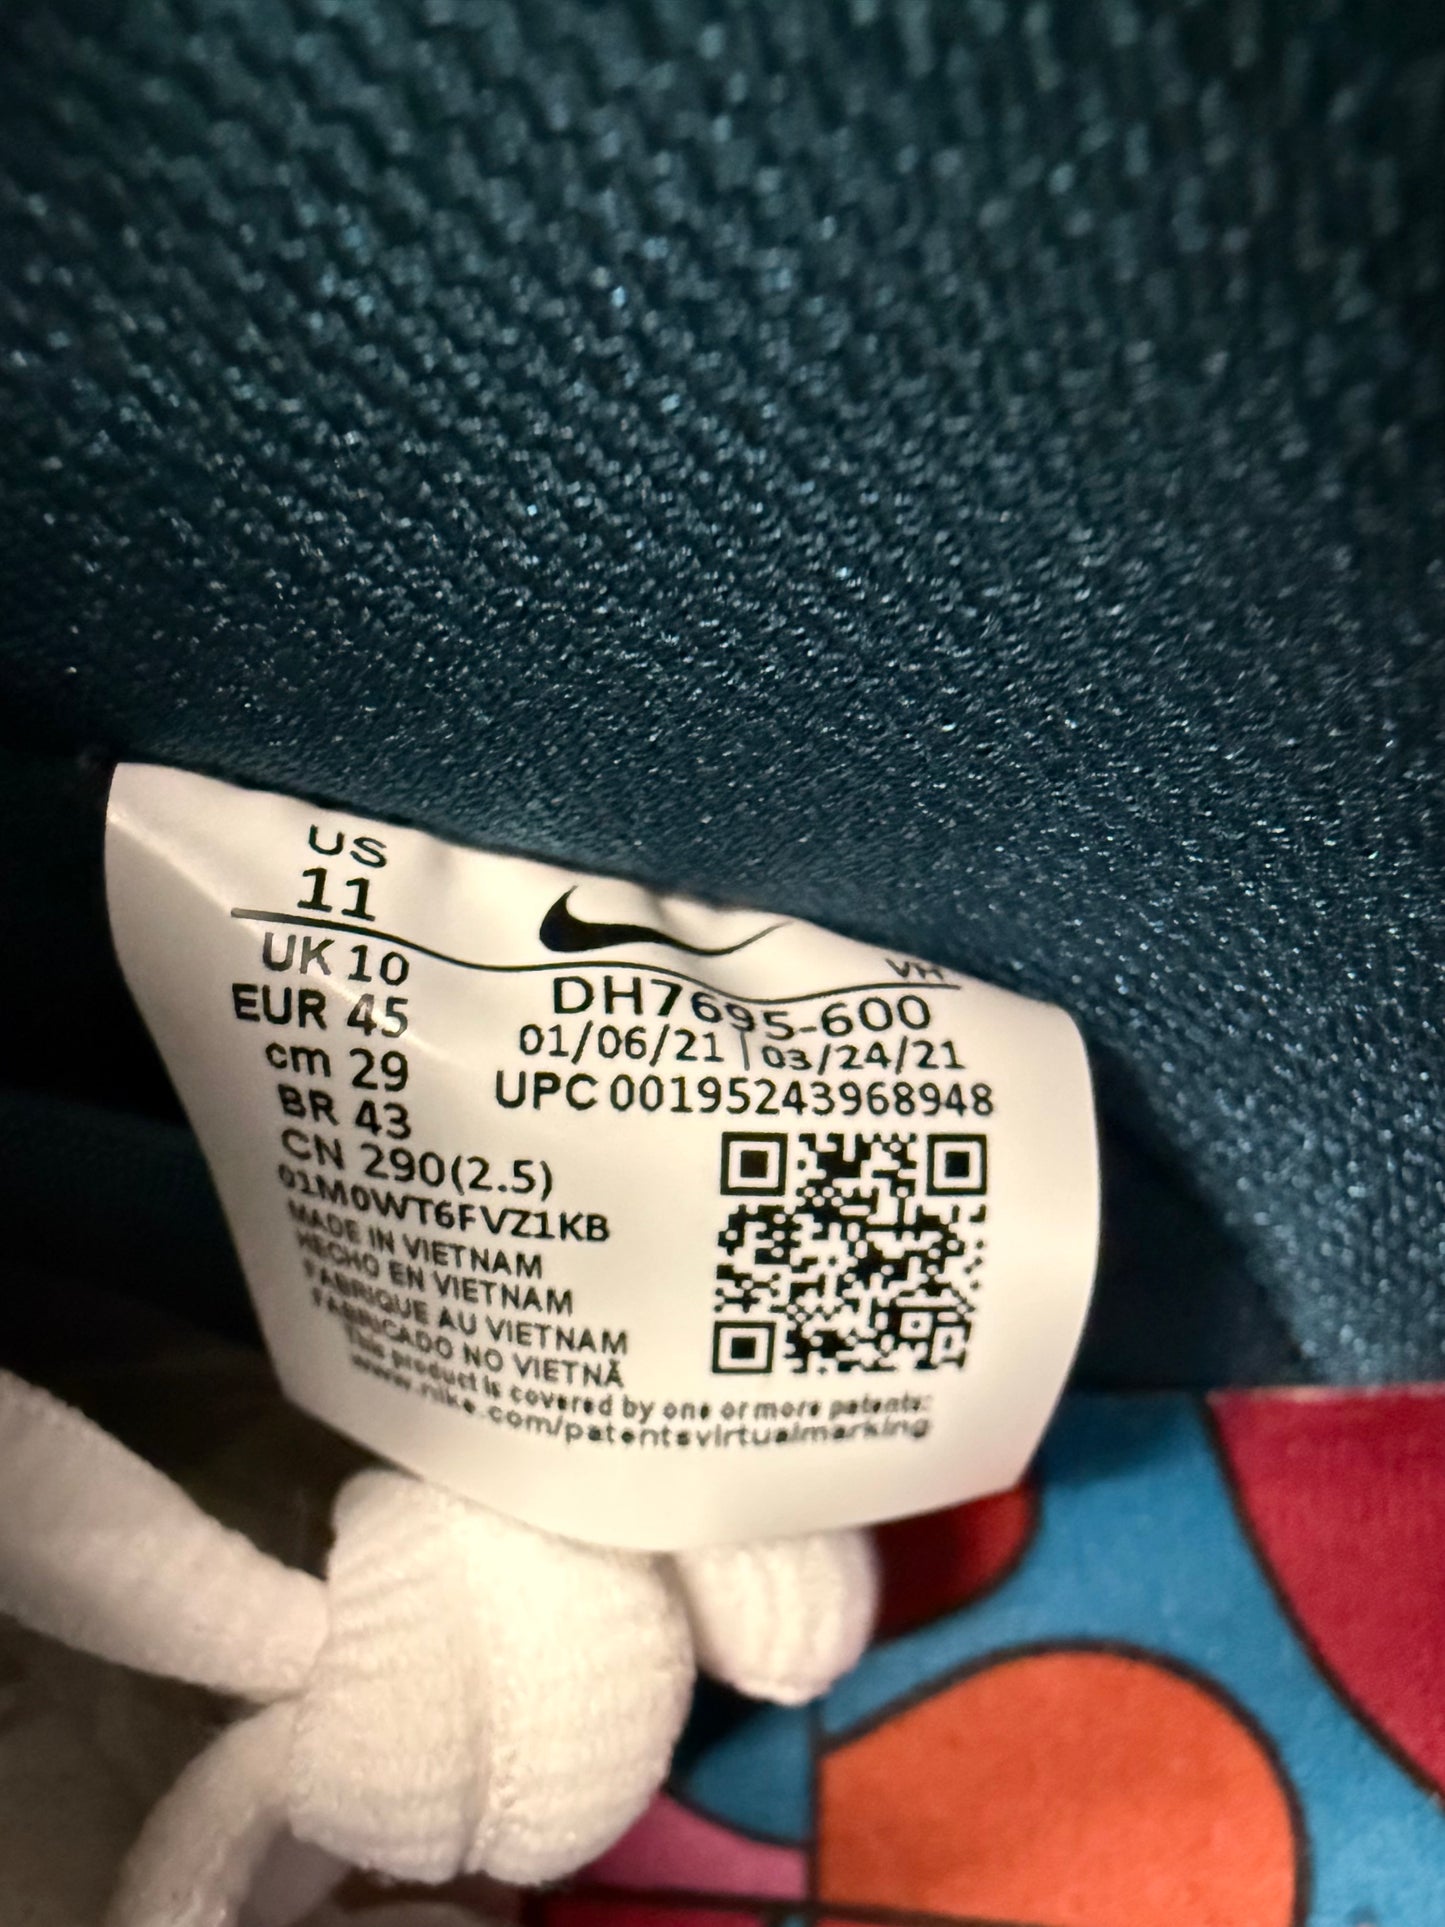 US
11
UK 10
EUR 45
cm 29
BR 43
CN 290(2.5)
01M0WT6FVZ1KB
MADE IN VIETNAM
HECHO EN VIETNAM
FABRIQUE AU VIETNAM
FABRICADO NO VIETNÃ
This product is covered by one or more patents:
www.nike.com/patentsvirtualmarking
VH
DH7695-600
01/06/21 | 03/24/21
UPC 00195243968948